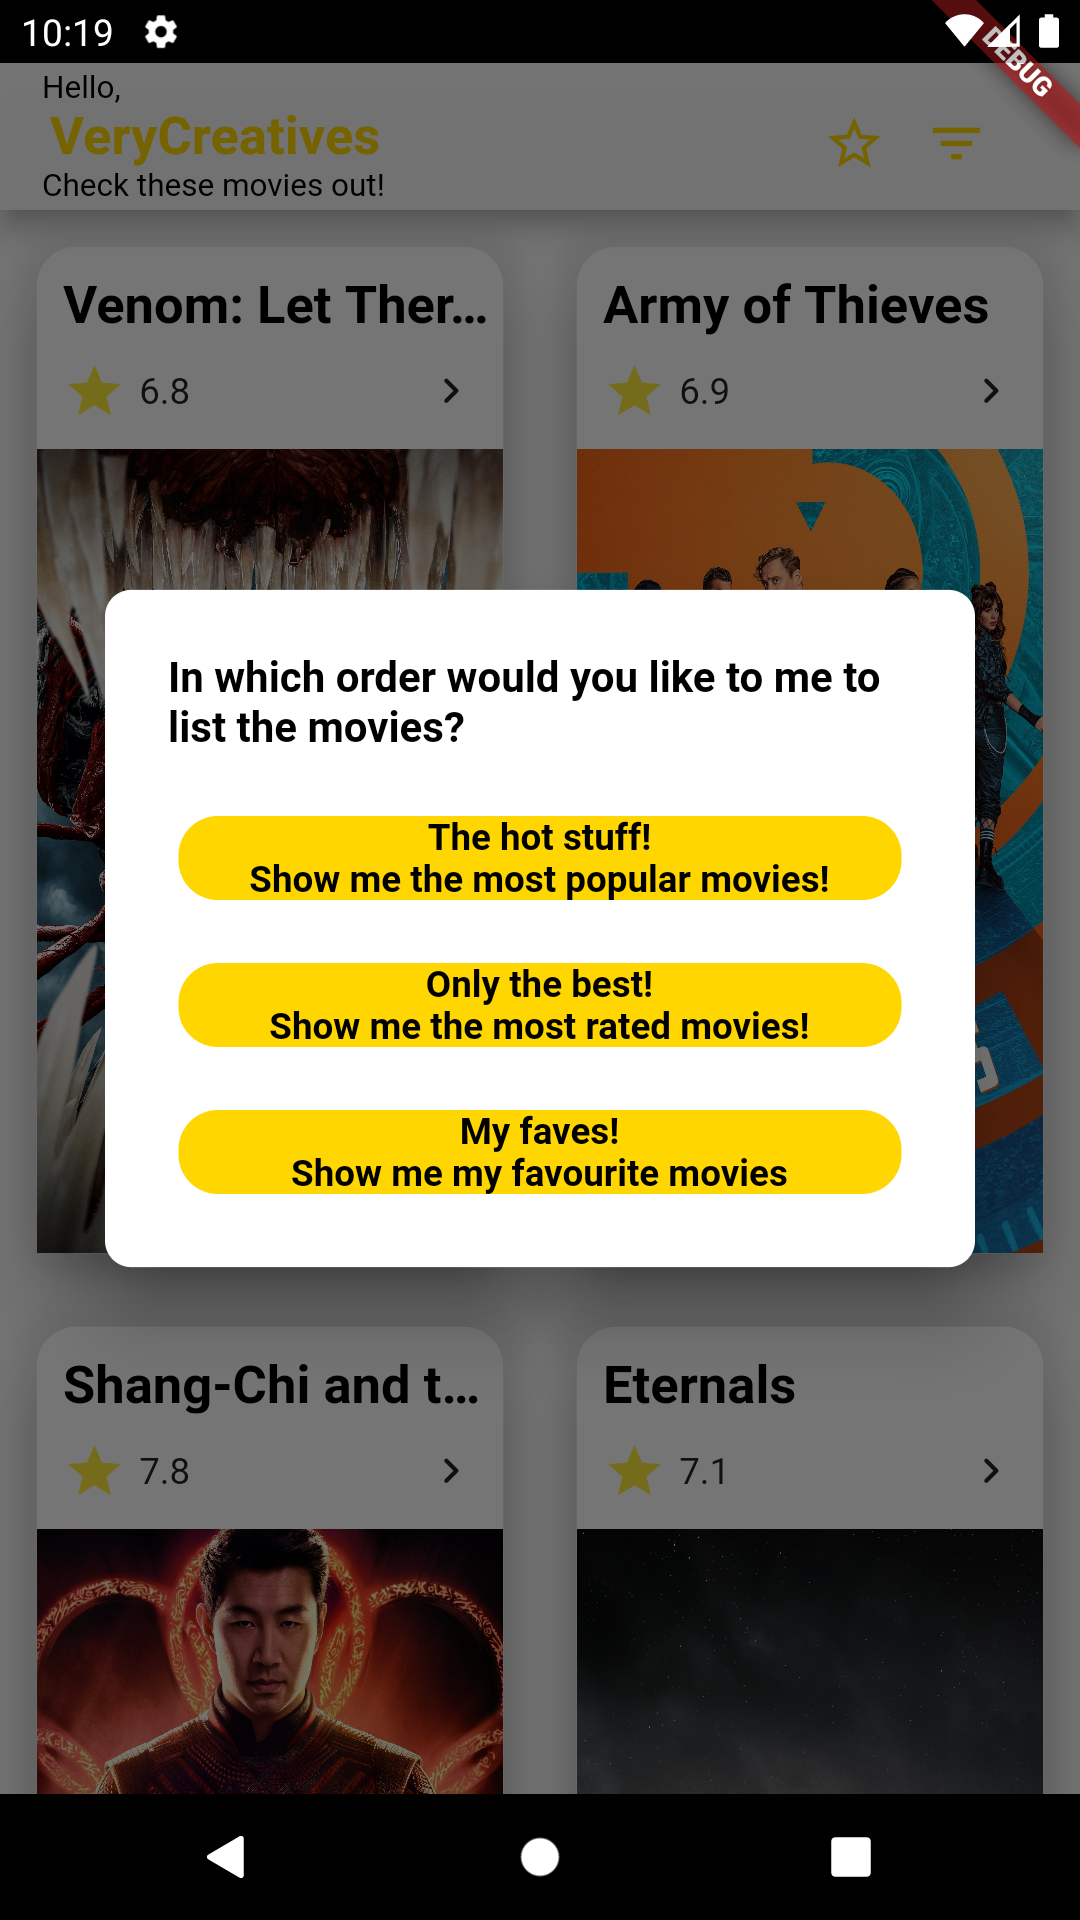 10:19
DEBUG
Hello,
VeryCreatives
Check these movies out!
Venom: Let Ther...
6.8
Army of Thieves
6.9
In which order would you like to me to
list the movies?
The hot stuff!
Show me the most popular movies!
Only the best!
Show me the most rated movies!
My faves!
Show me my favourite movies
Shang-Chi and t...
7.8
Eternals
7.1